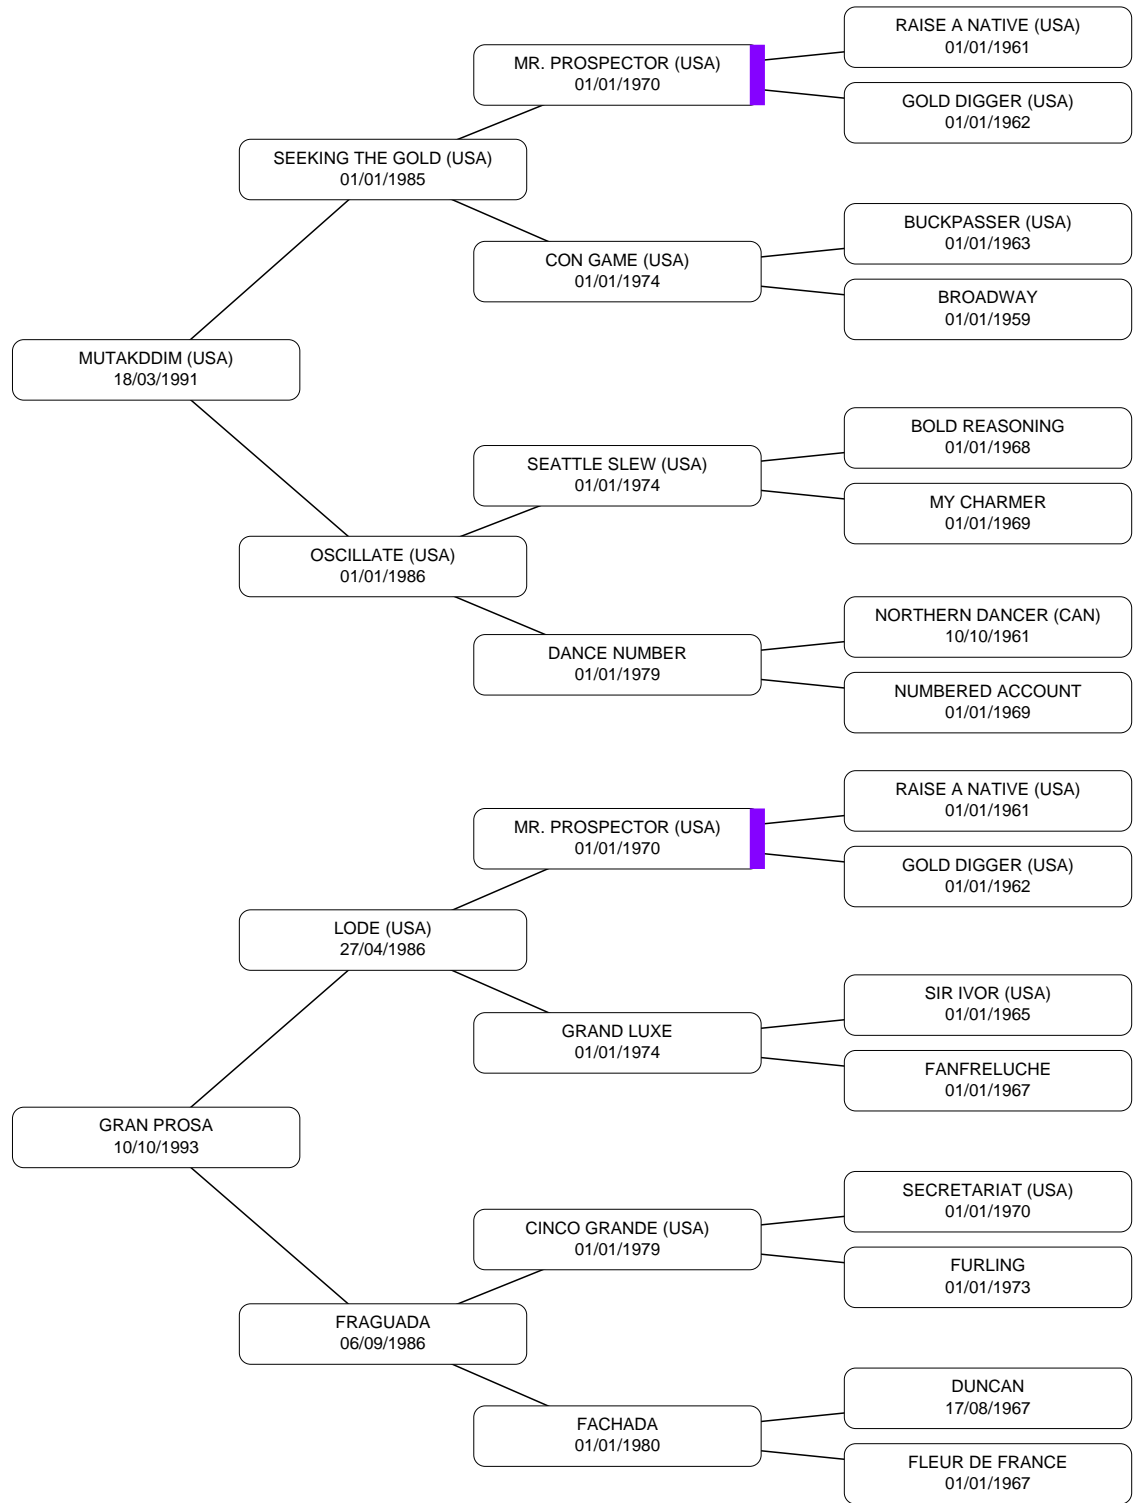 RAISE A NATIVE (USA)
01/01/1961
MR. PROSPECTOR (USA)
01/01/1970
GOLD DIGGER (USA)
01/01/1962
SEEKING THE GOLD (USA)
01/01/1985
BUCKPASSER (USA)
01/01/1963
CON GAME (USA)
01/01/1974
BROADWAY
01/01/1959
MUTAKDDIM (USA)
18/03/1991
BOLD REASONING
01/01/1968
SEATTLE SLEW (USA)
01/01/1974
MY CHARMER
01/01/1969
OSCILLATE (USA)
01/01/1986
NORTHERN DANCER (CAN)
10/10/1961
DANCE NUMBER
01/01/1979
NUMBERED ACCOUNT
01/01/1969
RAISE A NATIVE (USA)
01/01/1961
MR. PROSPECTOR (USA)
01/01/1970
GOLD DIGGER (USA)
01/01/1962
LODE (USA)
27/04/1986
SIR IVOR (USA)
01/01/1965
GRAND LUXE
01/01/1974
FANFRELUCHE
01/01/1967
GRAN PROSA
10/10/1993
SECRETARIAT (USA)
01/01/1970
CINCO GRANDE (USA)
01/01/1979
FURLING
01/01/1973
FRAGUADA
06/09/1986
DUNCAN
17/08/1967
FACHADA
01/01/1980
FLEUR DE FRANCE
01/01/1967